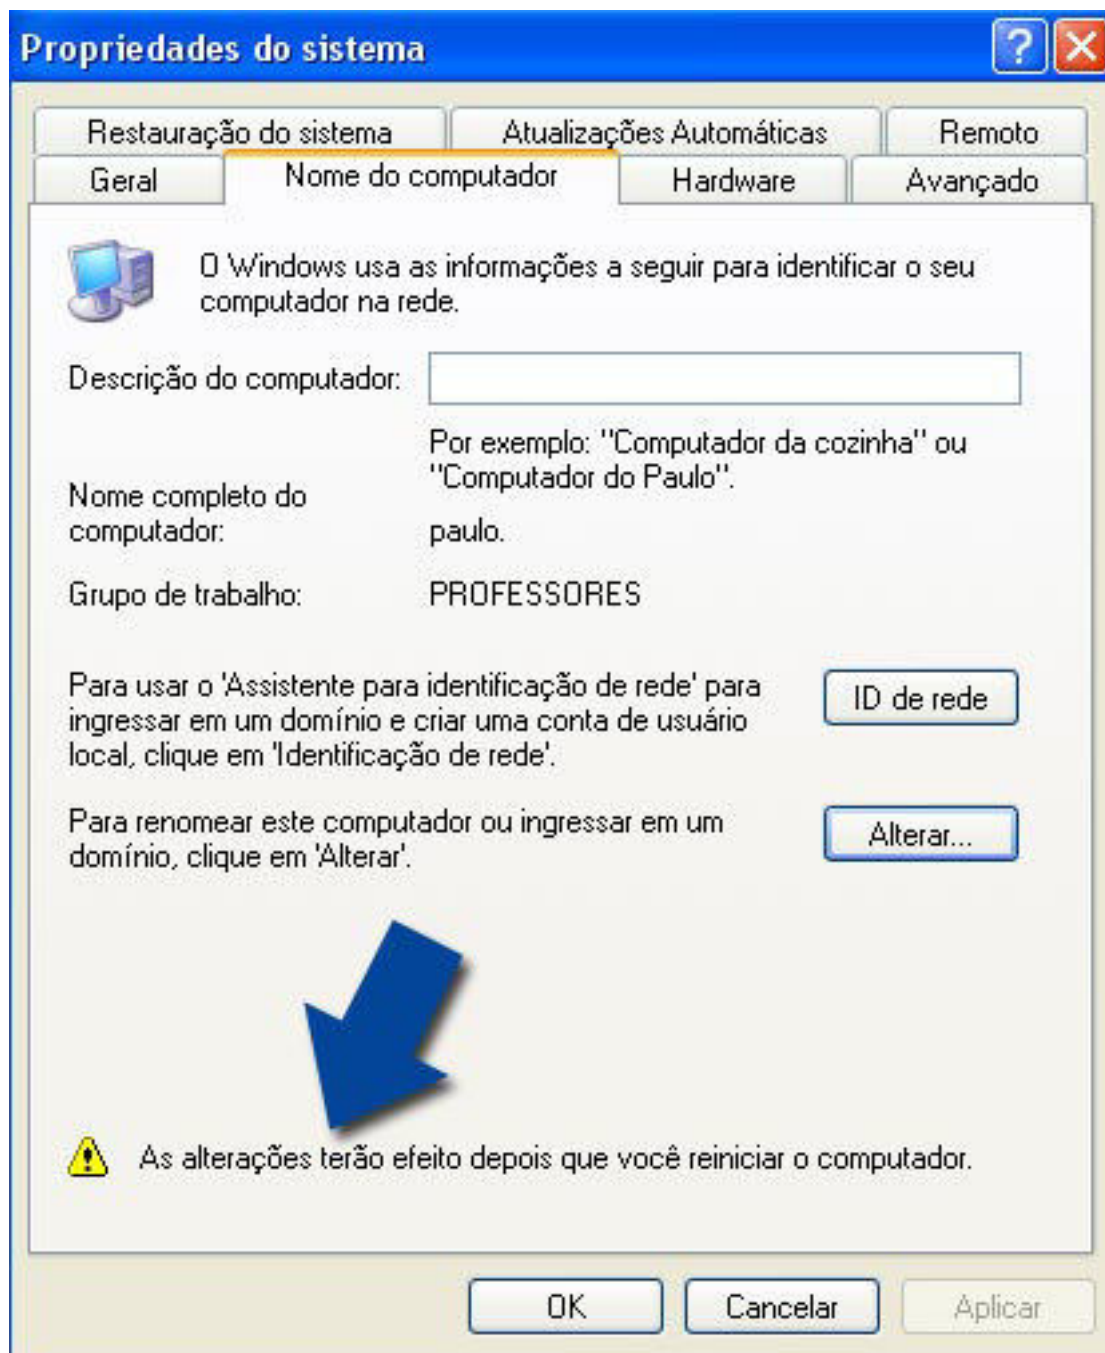 Propriedades do sistema
?
Restauração do sistema Atualizações Automáticas Remoto
Geral Nome do computador Hardware Avançado
O Windows usa as informações a seguir para identificar o seu
computador na rede.
Descrição do computador:
Por exemplo: "Computador da cozinha" ou
"Computador do Paulo".
Nome completo do
computador: paulo.
Grupo de trabalho: PROFESSORES
Para usar o 'Assistente para identificação de rede' para
ingressar em um domínio e criar uma conta de usuário
local, clique em 'Identificação de rede'.
ID de rede
Para renomear este computador ou ingressar em um
domínio, clique em 'Alterar'.
Alterar...
As alterações terão efeito depois que você reiniciar o computador.
OK Cancelar Aplicar